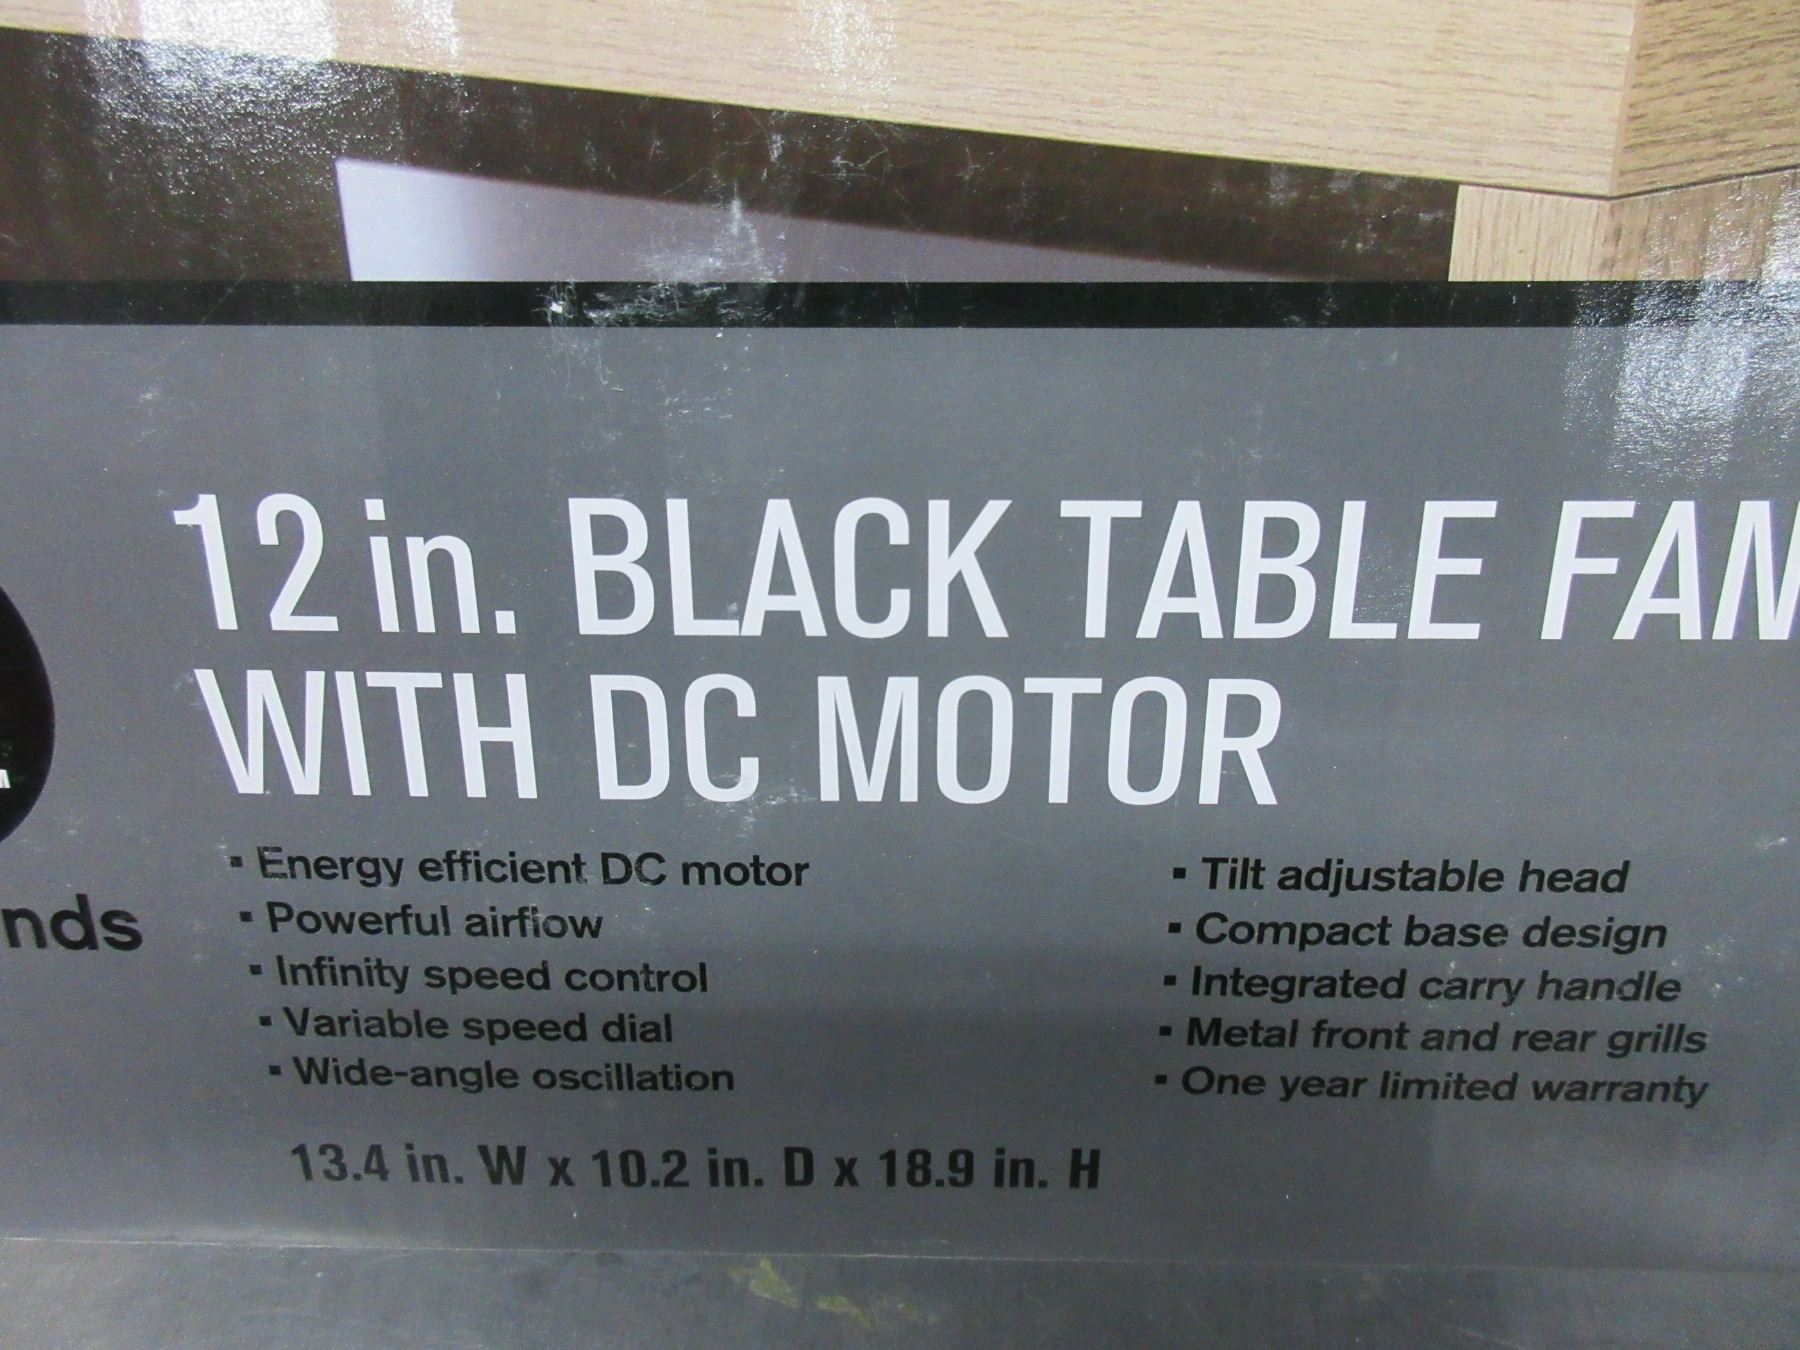 12 in. BLACK TABLE FAN
WITH DC MOTOR
▪ Energy efficient DC motor
▪ Powerful airflow
▪ Infinity speed control
▪ Variable speed dial
▪ Wide-angle oscillation
▪ Tilt adjustable head
▪ Compact base design
▪ Integrated carry handle
▪ Metal front and rear grills
▪ One year limited warranty
13.4 in. W x 10.2 in. D x 18.9 in. H
nds